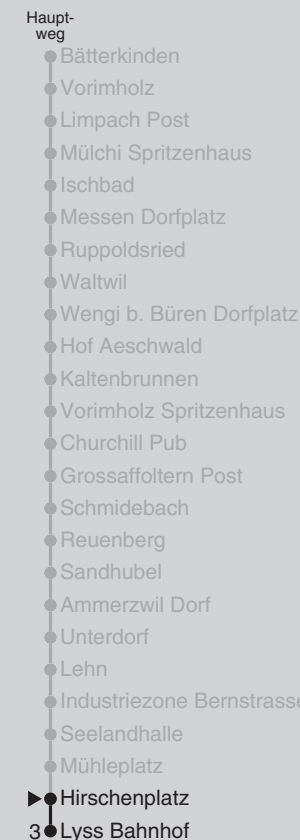 Haupt-
weg
Bätterkinden
Vorimholz
Limpach Post
Mülchi Spritzenhaus
Ischbad
Messen Dorfplatz
Ruppoldsried
Waltwil
Wengi b. Büren Dorfplatz
Hof Aeschwald
Kaltenbrunnen
Vorimholz Spritzenhaus
Churchill Pub
Grossaffoltern Post
Schmidebach
Reuenberg
Sandhubel
Ammerzwil Dorf
Unterdorf
Lehn
Industriezone Bernstrasse
Seelandhalle
Mühleplatz
Hirschenplatz
3 Lyss Bahnhof